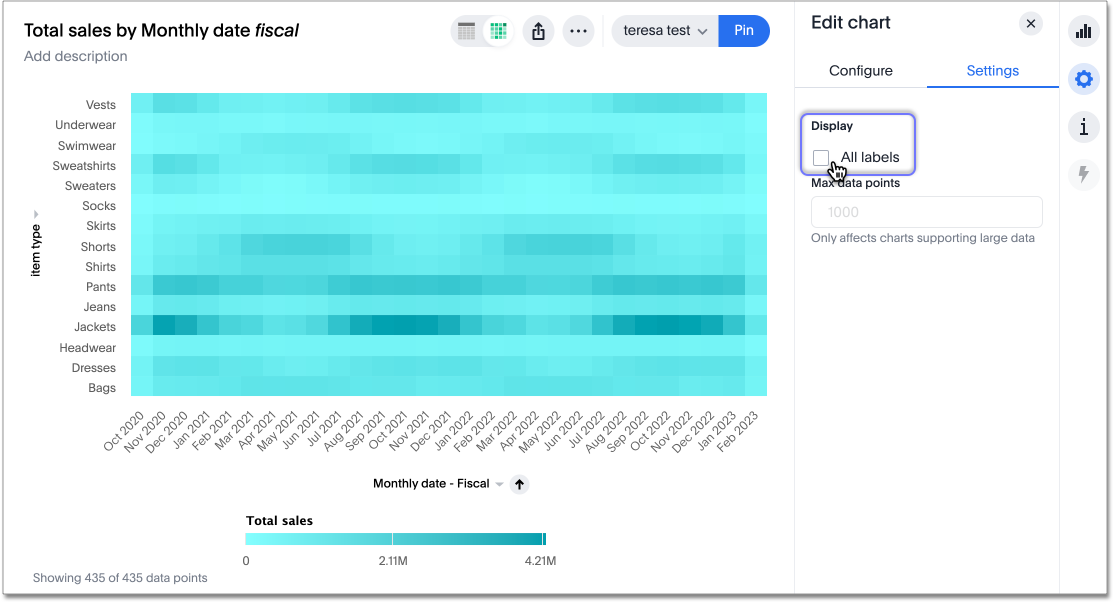 Total sales by Monthly date fiscal
Add description
teresa test
Pin
Vests
Underwear
Swimwear
Sweatshirts
Sweaters
Socks
Skirts
Shorts
Shirts
Pants
Jeans
Jackets
Headwear
Dresses
Bags
item type
Oct 2020
Nov 2020
Dec 2020
Jan 2021
Feb 2021
Mar 2021
Apr 2021
May 2021
Jun 2021
Jul 2021
Aug 2021
Sep 2021
Oct 2021
Nov 2021
Dec 2021
Jan 2022
Feb 2022
Mar 2022
Apr 2022
May 2022
Jun 2022
Jul 2022
Aug 2022
Sep 2022
Oct 2022
Nov 2022
Dec 2022
Jan 2023
Feb 2023
Monthly date - Fiscal
Total sales
0
2.11M
4.21M
Showing 435 of 435 data points
Edit chart
Configure
Settings
Display
All labels
Max data points
1000
Only affects charts supporting large data